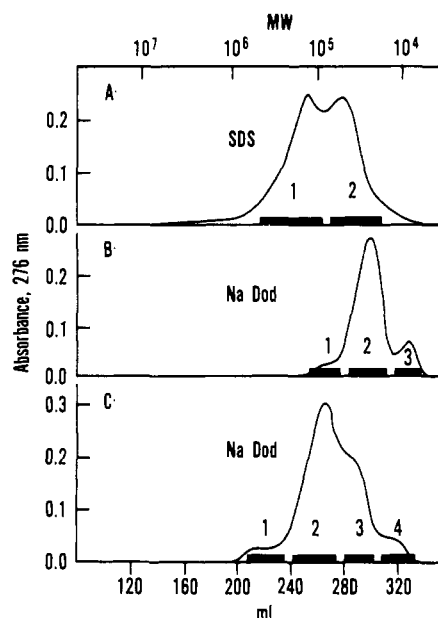 MW
10⁷ 10⁶ 10⁵ 10⁴
A
SDS
0.2
0.1
0.0
1 2
B
Na Dod
0.2
0.1
0.0
1 2 3
C
Na Dod
0.3
0.2
0.1
0.0
1 2 3 4
Absorbance, 276 nm
120 160 200 240 280 320
ml